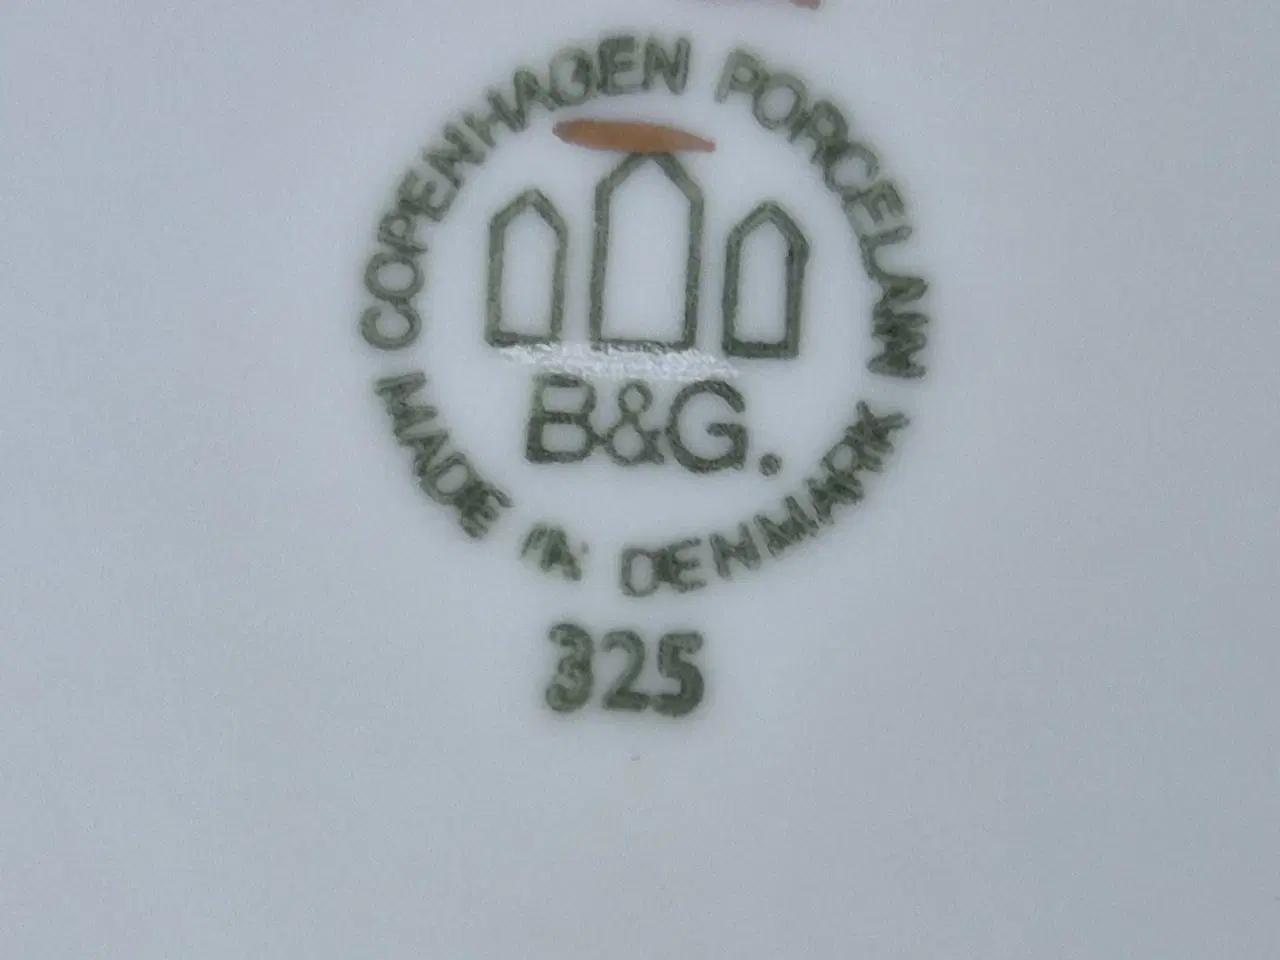 COPENHAGEN PORCELAIN
B&G.
MADE IN DENMARK
325